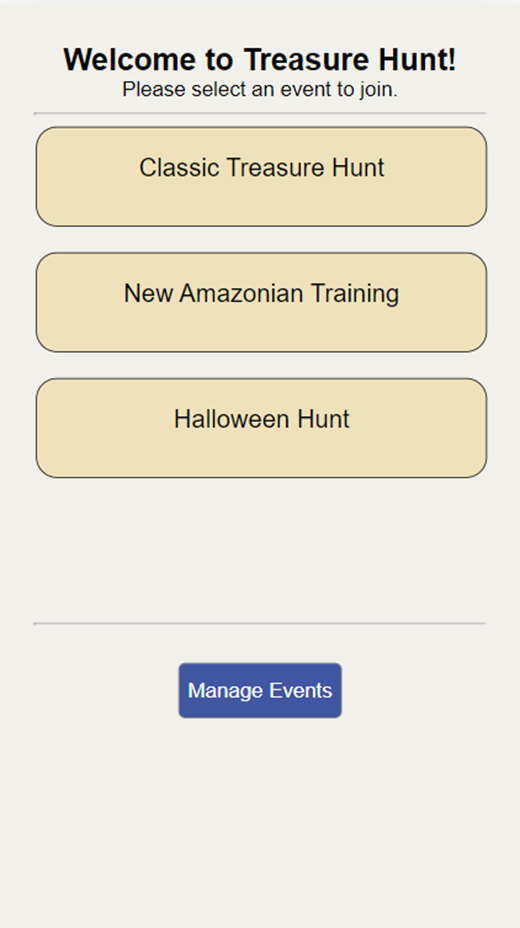 Welcome to Treasure Hunt!
Please select an event to join.
Classic Treasure Hunt
New Amazonian Training
Halloween Hunt
Manage Events